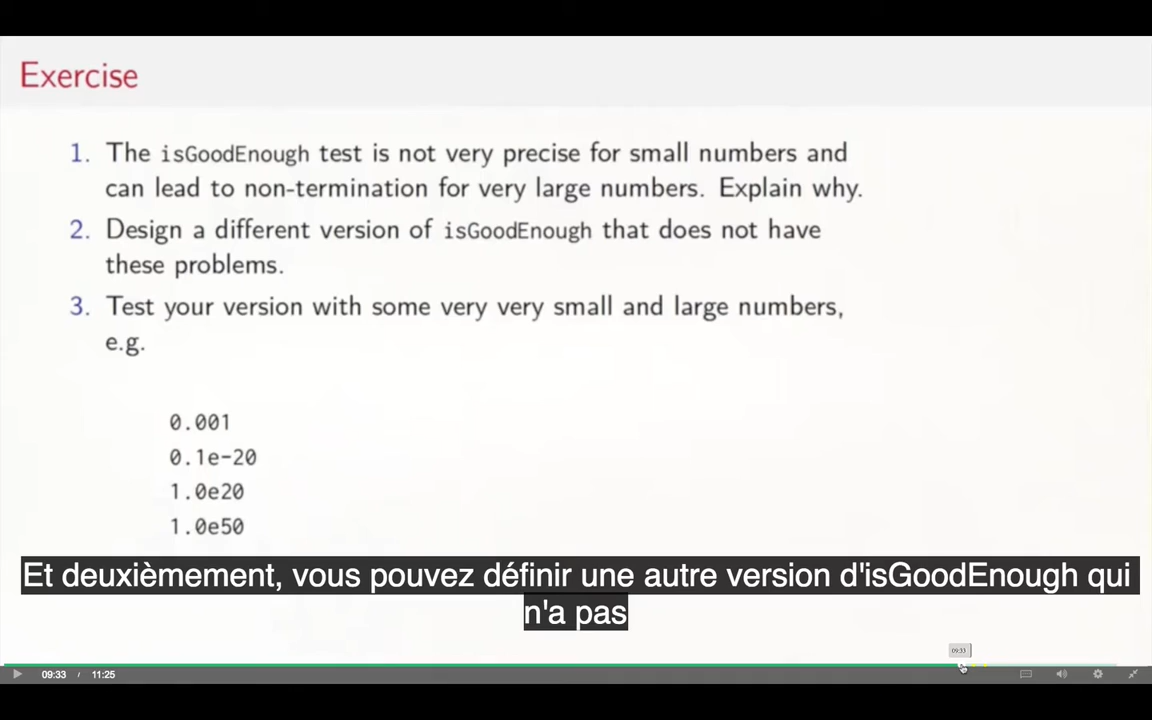 Exercise
1. The isGoodEnough test is not very precise for small numbers and
can lead to non-termination for very large numbers. Explain why.
2. Design a different version of isGoodEnough that does not have
these problems.
3. Test your version with some very very small and large numbers,
e.g.
0.001
0.1e-20
1.0e20
1.0e50
Et deuxièmement, vous pouvez définir une autre version d'isGoodEnough qui
n'a pas
09:33
09:33 / 11:25